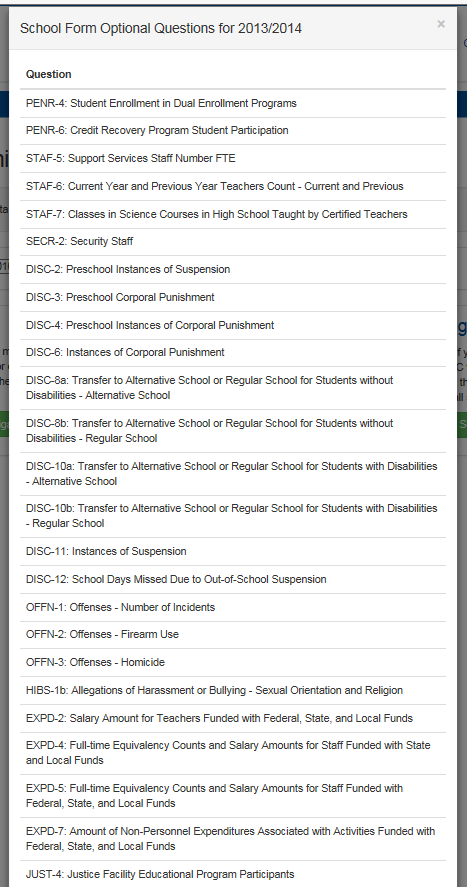 School Form Optional Questions for 2013/2014
×
Question
PENR-4: Student Enrollment in Dual Enrollment Programs
PENR-6: Credit Recovery Program Student Participation
STAF-5: Support Services Staff Number FTE
STAF-6: Current Year and Previous Year Teachers Count - Current and Previous
STAF-7: Classes in Science Courses in High School Taught by Certified Teachers
SECR-2: Security Staff
DISC-2: Preschool Instances of Suspension
DISC-3: Preschool Corporal Punishment
DISC-4: Preschool Instances of Corporal Punishment
DISC-6: Instances of Corporal Punishment
DISC-8a: Transfer to Alternative School or Regular School for Students without
Disabilities - Alternative School
DISC-8b: Transfer to Alternative School or Regular School for Students without
Disabilities - Regular School
DISC-10a: Transfer to Alternative School or Regular School for Students with Disabilities
- Alternative School
DISC-10b: Transfer to Alternative School or Regular School for Students with Disabilities
- Regular School
DISC-11: Instances of Suspension
DISC-12: School Days Missed Due to Out-of-School Suspension
OFFN-1: Offenses - Number of Incidents
OFFN-2: Offenses - Firearm Use
OFFN-3: Offenses - Homicide
HIBS-1b: Allegations of Harassment or Bullying - Sexual Orientation and Religion
EXPD-2: Salary Amount for Teachers Funded with Federal, State, and Local Funds
EXPD-4: Full-time Equivalency Counts and Salary Amounts for Staff Funded with State
and Local Funds
EXPD-5: Full-time Equivalency Counts and Salary Amounts for Staff Funded with
Federal, State, and Local Funds
EXPD-7: Amount of Non-Personnel Expenditures Associated with Activities Funded with
Federal, State, and Local Funds
JUST-4: Justice Facility Educational Program Participants